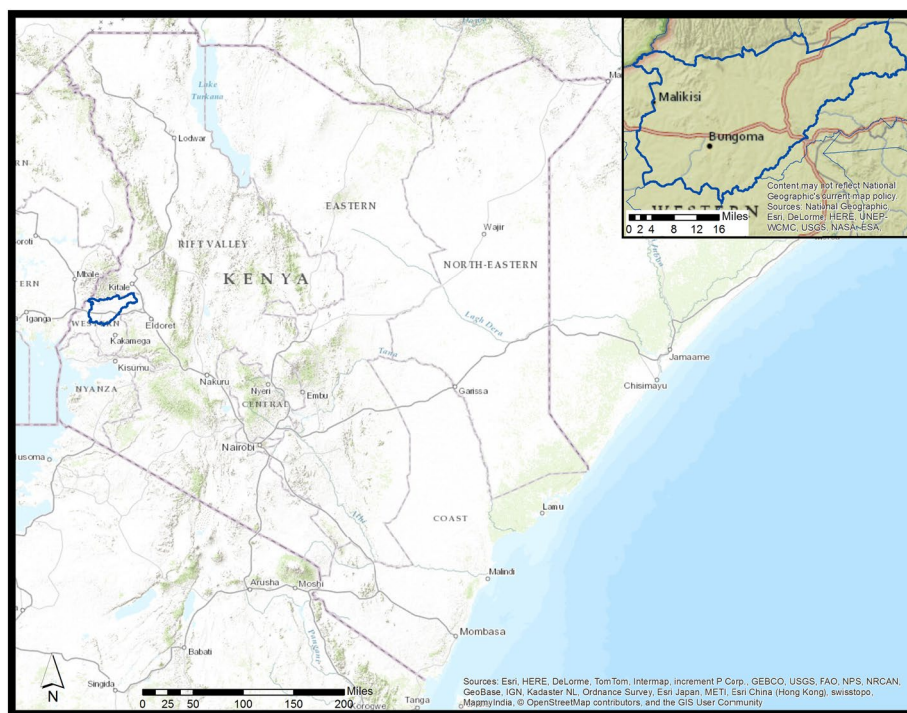 Lake
Turkana
Lodwar
EASTERN
RIFT VALLEY
Wajir
KENYA
NORTH-EASTERN
Mbale
Kitale
Iganga
WESTERN
Eldoret
Kakamega
Kisumu
Lagh Dera
Tana
Jamaame
Chisimayu
NYANZA
Nakuru
Nyeri
Embu
CENTRAL
Garissa
Nairobi
Athi
COAST
Lamu
Arusha
Moshi
Malindi
Pangani
Babati
Mombasa
Singida
Korogwe
Tanga
N
0 25 50 100 150 200
Miles
Sources: Esri, HERE, DeLorme, TomTom, Intermap, increment P Corp., GEBCO, USGS, FAO, NPS, NRCAN,
GeoBase, IGN, Kadaster NL, Ordnance Survey, Esri Japan, METI, Esri China (Hong Kong), swisstopo,
MapmyIndia, © OpenStreetMap contributors, and the GIS User Community
Malikisi
Bungoma
WESTERN
Content may not reflect National
Geographic's current map policy.
Sources: National Geographic,
Esri, DeLorme, HERE, UNEP-
WCMC, USGS, NASA, ESA,
0 2 4 8 12 16
Miles